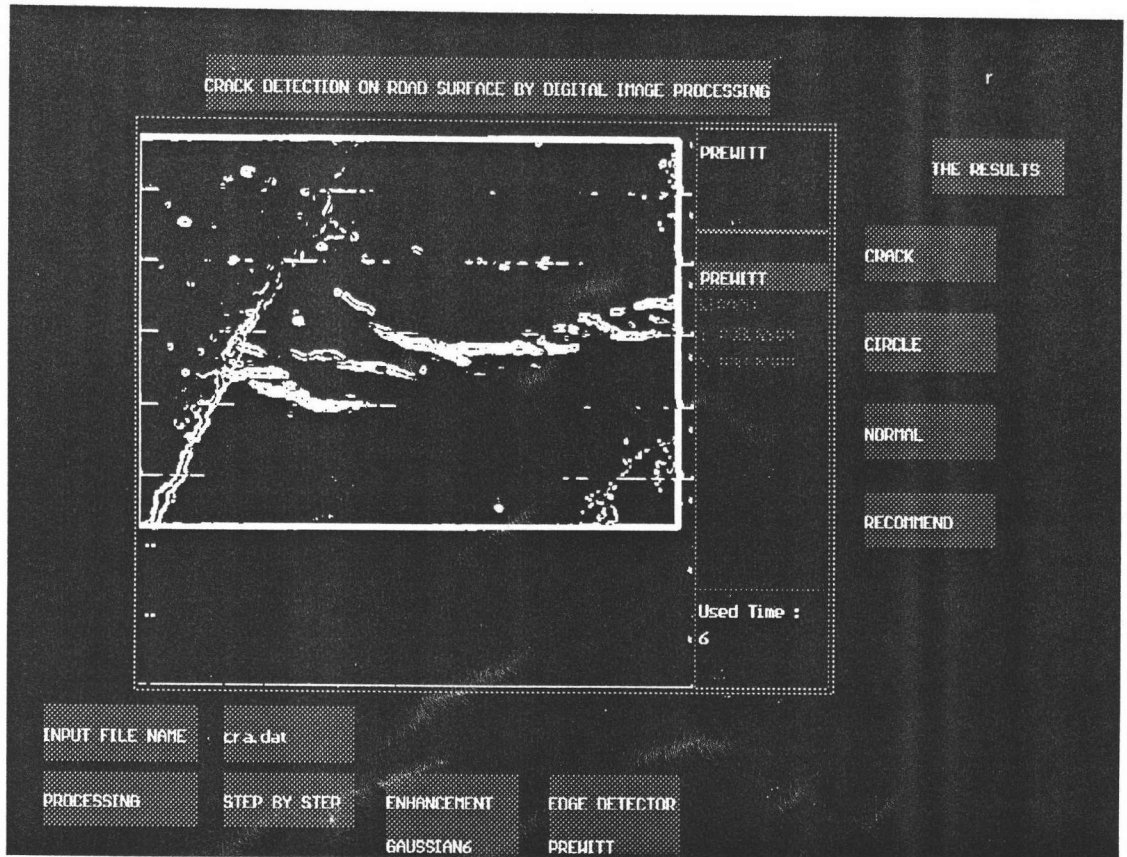 CRACK DETECTION ON ROAD SURFACE BY DIGITAL IMAGE PROCESSING
r
PREWITT
THE RESULTS
PREWITT
CRACK
CIRCLE
NORMAL
RECOMMEND
Used Time :
6
INPUT FILE NAME
cra.dat
PROCESSING
STEP BY STEP
ENHANCEMENT
EDGE DETECTOR
GAUSSIAN6
PREWITT